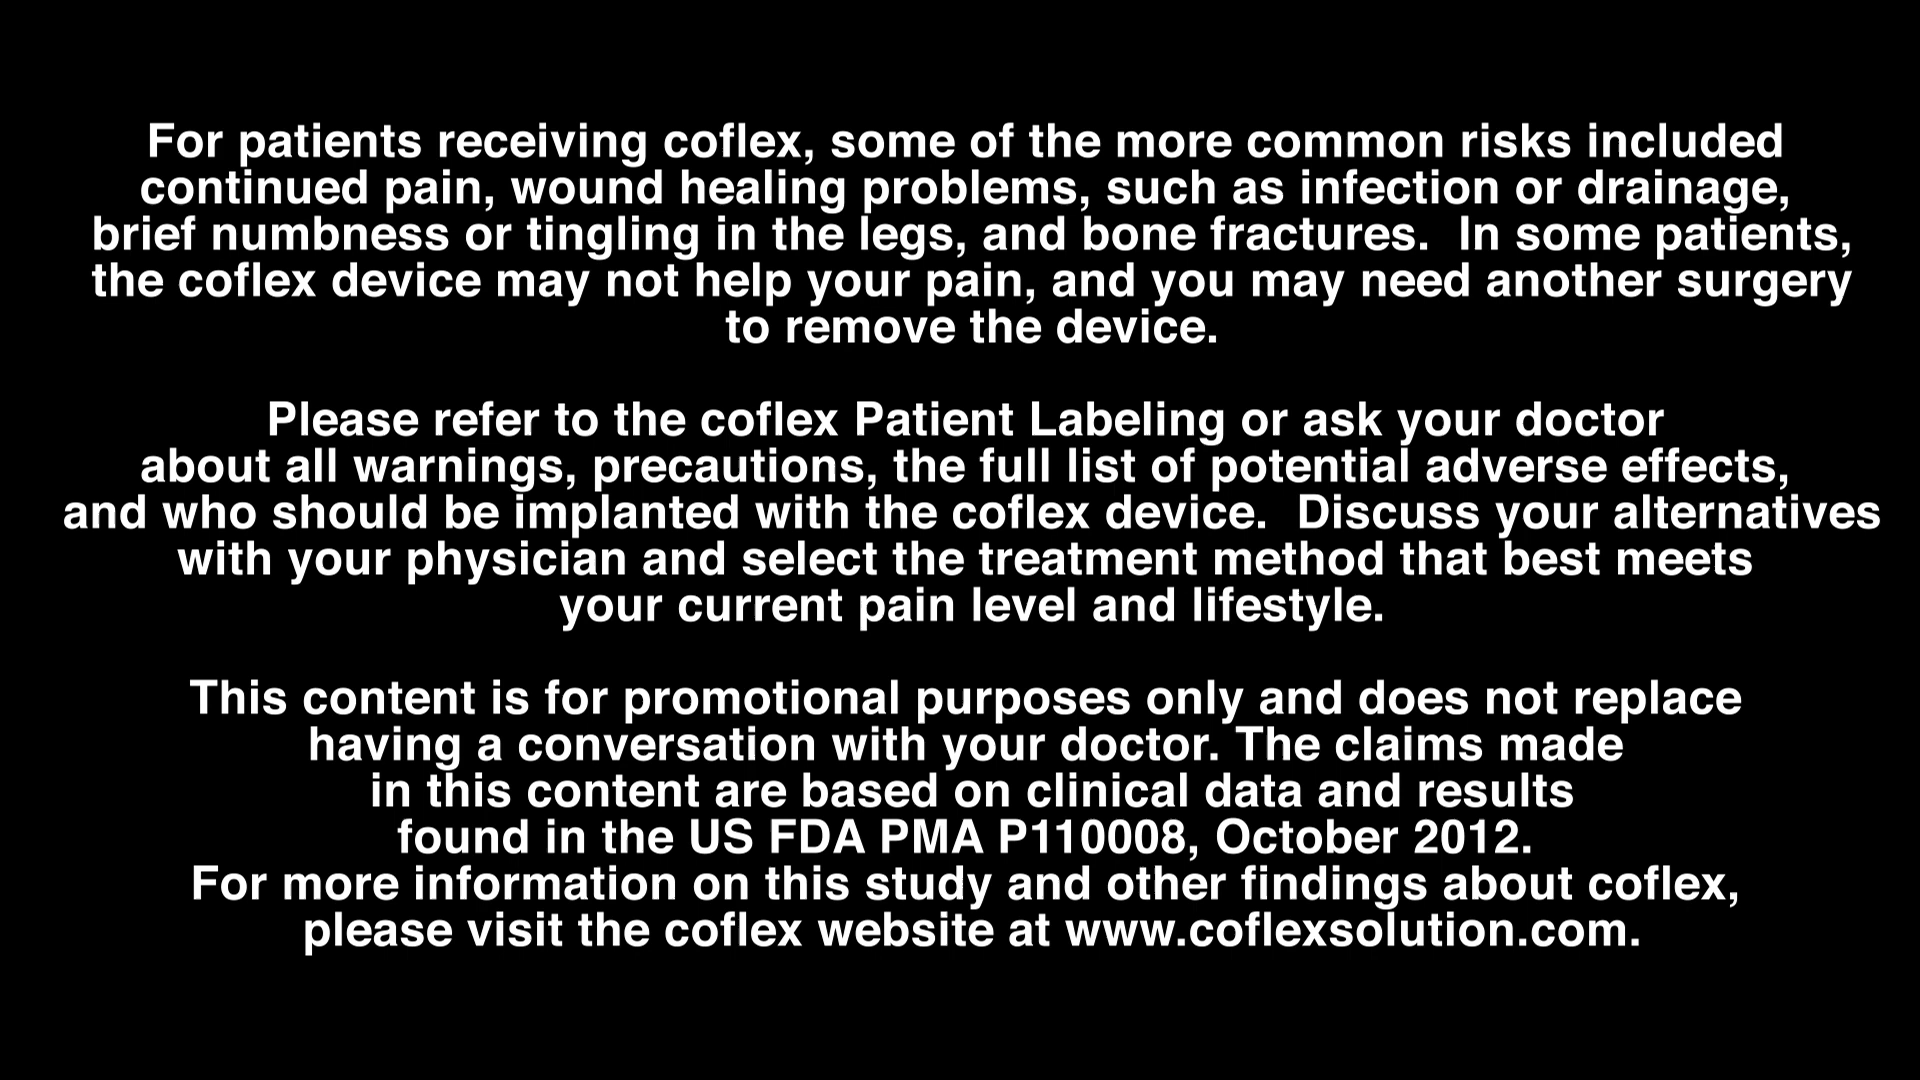 For patients receiving coflex, some of the more common risks included
continued pain, wound healing problems, such as infection or drainage,
brief numbness or tingling in the legs, and bone fractures.  In some patients,
the coflex device may not help your pain, and you may need another surgery
to remove the device.
Please refer to the coflex Patient Labeling or ask your doctor
about all warnings, precautions, the full list of potential adverse effects,
and who should be implanted with the coflex device.  Discuss your alternatives
with your physician and select the treatment method that best meets
your current pain level and lifestyle.
This content is for promotional purposes only and does not replace
having a conversation with your doctor. The claims made
in this content are based on clinical data and results
found in the US FDA PMA P110008, October 2012.
For more information on this study and other findings about coflex,
please visit the coflex website at www.coflexsolution.com.